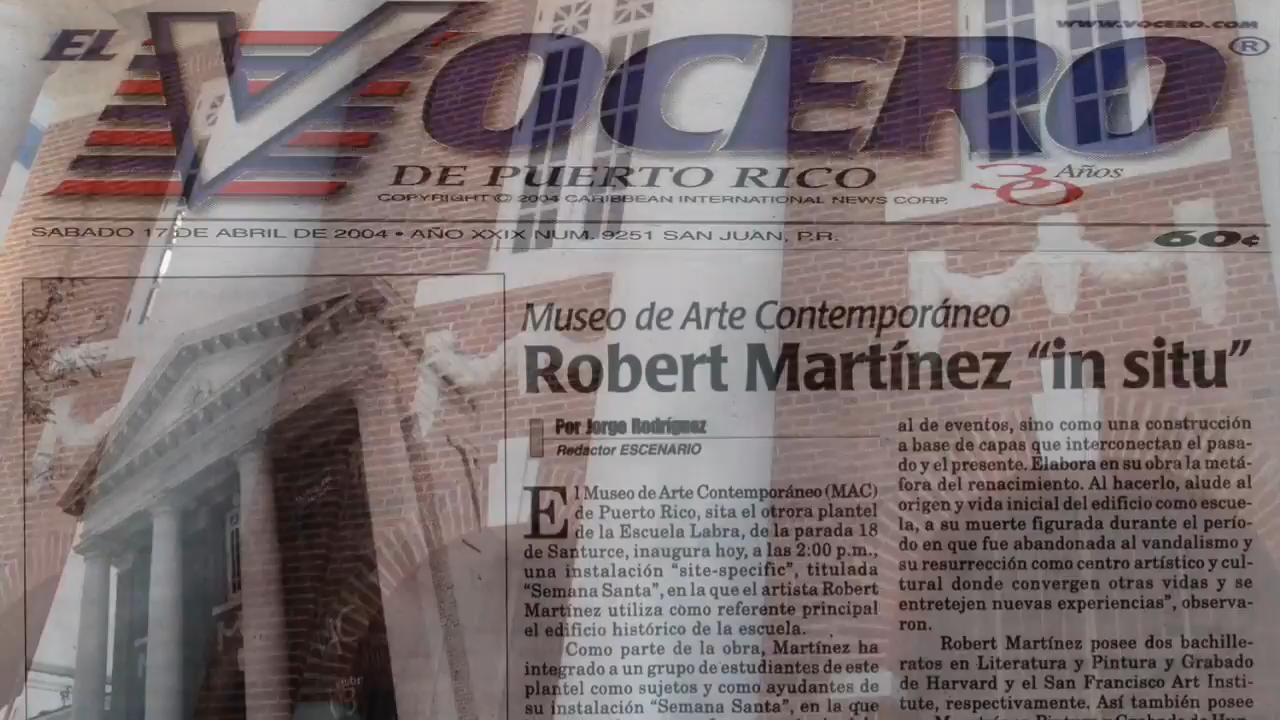 EL VOCERO®
www.vocero.com
DE PUERTO RICO
30 Años
COPYRIGHT © 2004 CARIBBEAN INTERNATIONAL NEWS CORP.
SABADO 17 DE ABRIL DE 2004 • AÑO XXIX NUM. 9251 SAN JUAN, P.R.
60¢
Museo de Arte Contemporáneo
Robert Martínez “in situ”
Por Jorge Rodríguez
Redactor ESCENARIO
El Museo de Arte Contemporáneo (MAC)
de Puerto Rico, sita el otrora plantel
de la Escuela Labra, de la parada 18
de Santurce, inaugura hoy, a las 2:00 p.m.,
una instalación “site-specific”, titulada
“Semana Santa”, en la que el artista Robert
Martínez utiliza como referente principal
el edificio histórico de la escuela.
Como parte de la obra, Martínez ha
integrado a un grupo de estudiantes de este
plantel como sujetos y como ayudantes de
su instalación “Semana Santa”, en la que
al de eventos, sino como una construcción
a base de capas que interconectan el pasa-
do y el presente. Elabora en su obra la metá-
fora del renacimiento. Al hacerlo, alude al
origen y vida inicial del edificio como escue-
la, a su muerte figurada durante el perío-
do en que fue abandonada al vandalismo y
su resurrección como centro artístico y cul-
tural donde convergen otras vidas y se
entretejen nuevas experiencias”, observa-
ron.
Robert Martínez posee dos bachille-
ratos en Literatura y Pintura y Grabado
de Harvard y el San Francisco Art Insti-
tute, respectivamente. Así también posee